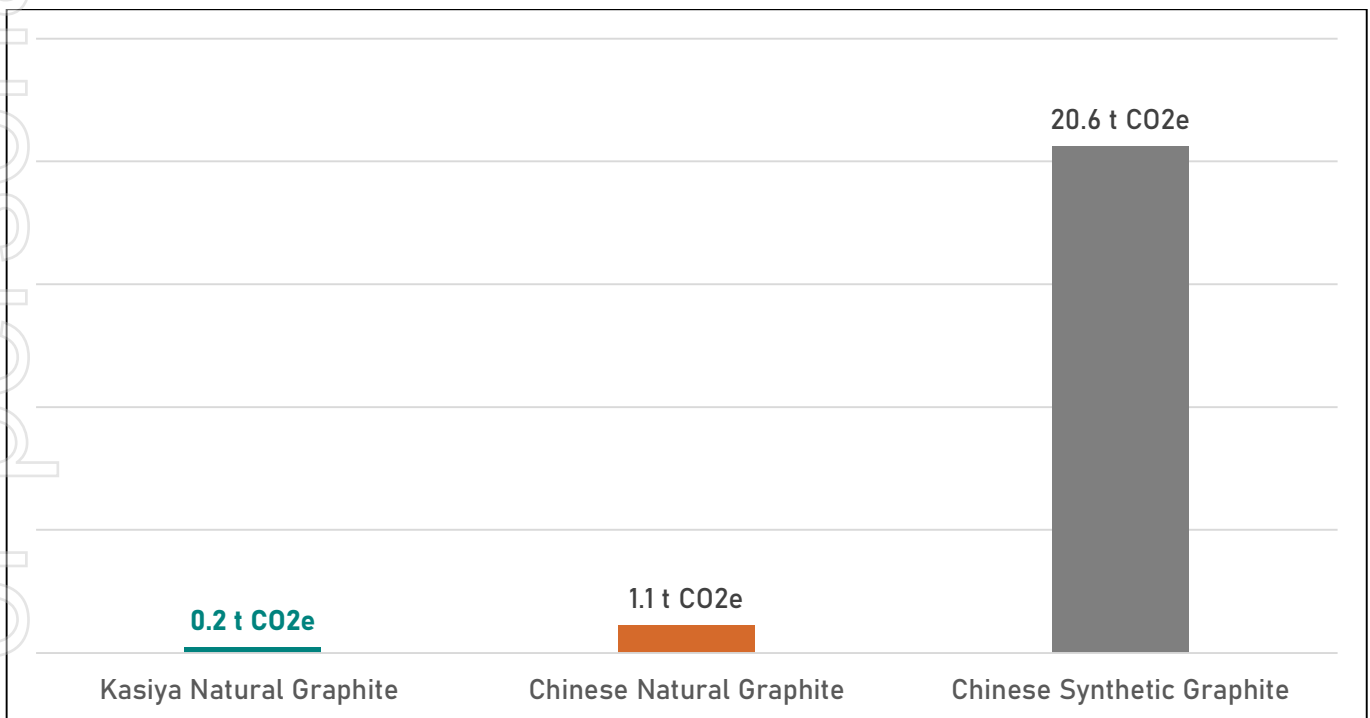 20.6 t CO2e
1.1 t CO2e
0.2 t CO2e
Kasiya Natural Graphite
Chinese Natural Graphite
Chinese Synthetic Graphite